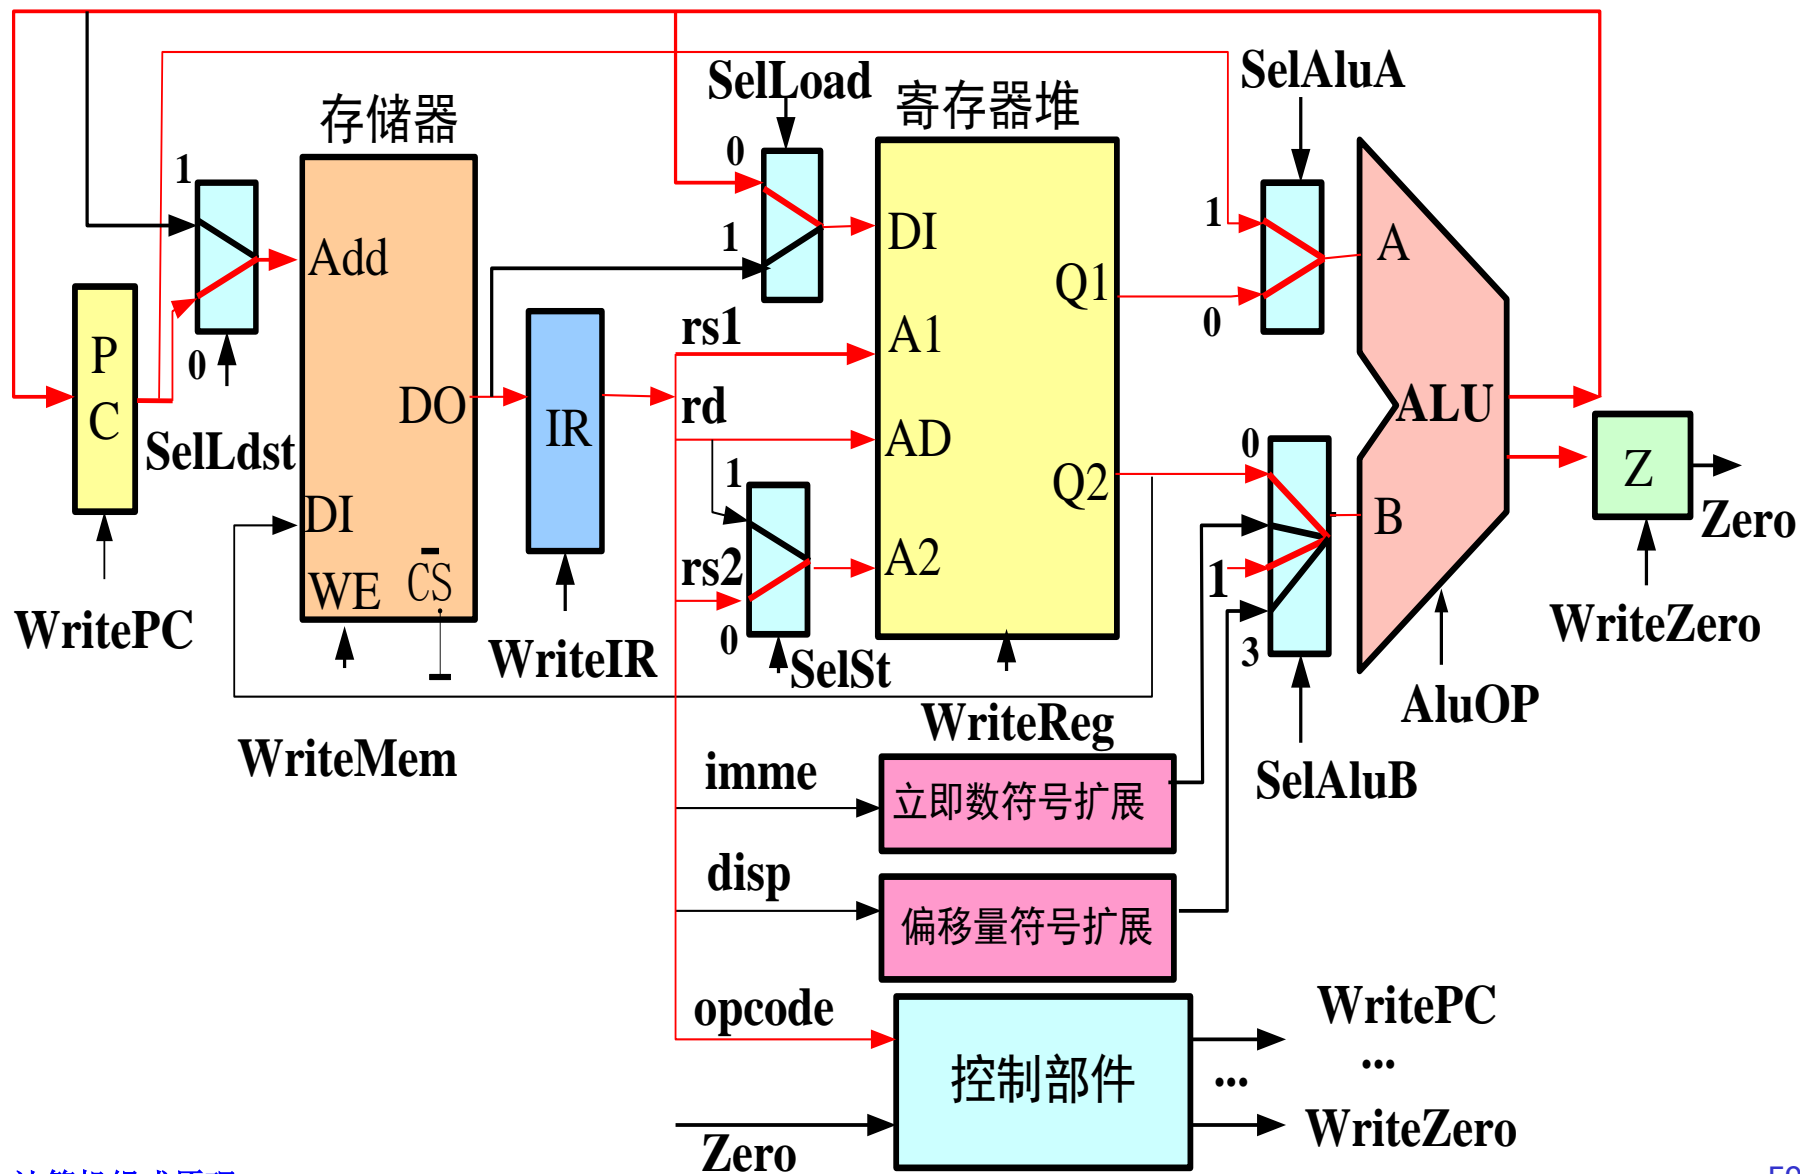 SelLoad
SelAluA
存储器
寄存器堆
1
0
1
0
DI
1
0
A
Add
Q1
P
C
rs1
A1
0
DO
IR
rd
AD
ALU
SelLdst
1
0
Q2
Z
DI
B
Zero
WE
CS
rs2
A2
1
WritePC
WriteIR
0
SelSt
3
WriteZero
AluOP
WriteReg
WriteMem
SelAluB
imme
立即数符号扩展
disp
偏移量符号扩展
opcode
控制部件
WritePC
...
...
WriteZero
Zero